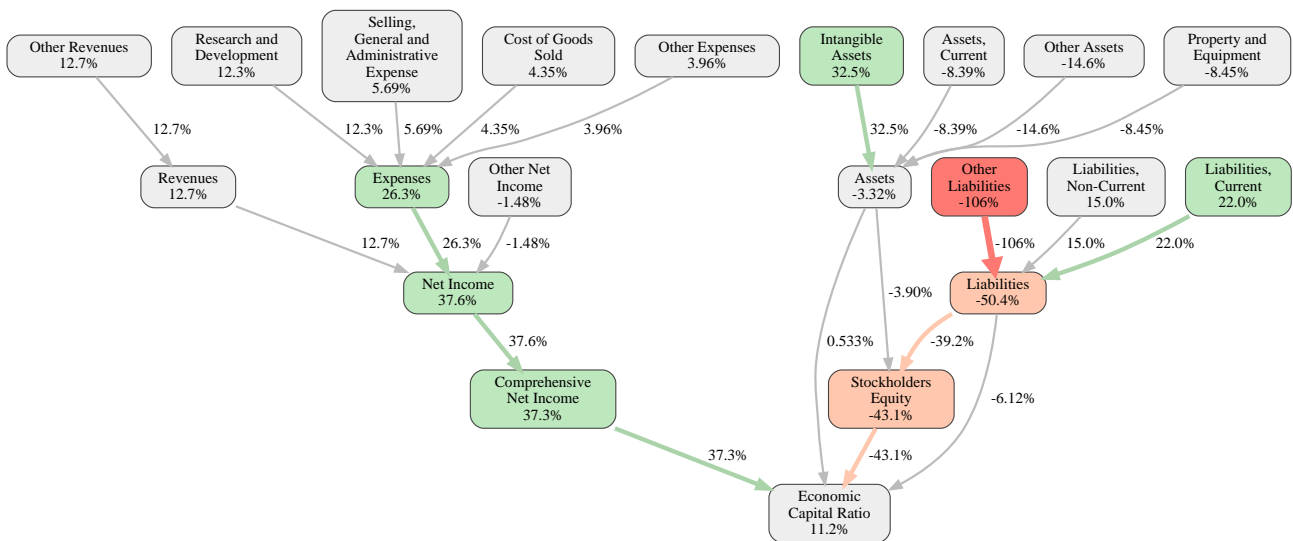 Other Revenues
12.7%
Research and
Development
12.3%
Selling,
General and
Administrative
Expense
5.69%
Cost of Goods
Sold
4.35%
Other Expenses
3.96%
Intangible
Assets
32.5%
Assets,
Current
-8.39%
Other Assets
-14.6%
Property and
Equipment
-8.45%
12.7%
12.3%
5.69%
4.35%
3.96%
32.5%
-8.39%
-14.6%
-8.45%
Revenues
12.7%
Expenses
26.3%
Other Net
Income
-1.48%
Assets
-3.32%
Other
Liabilities
-106%
Liabilities,
Non-Current
15.0%
Liabilities,
Current
22.0%
12.7%
26.3%
-1.48%
-106%
15.0%
22.0%
Net Income
37.6%
-3.90%
Liabilities
-50.4%
37.6%
0.533%
-39.2%
Comprehensive
Net Income
37.3%
Stockholders
Equity
-43.1%
-6.12%
37.3%
-43.1%
Economic
Capital Ratio
11.2%